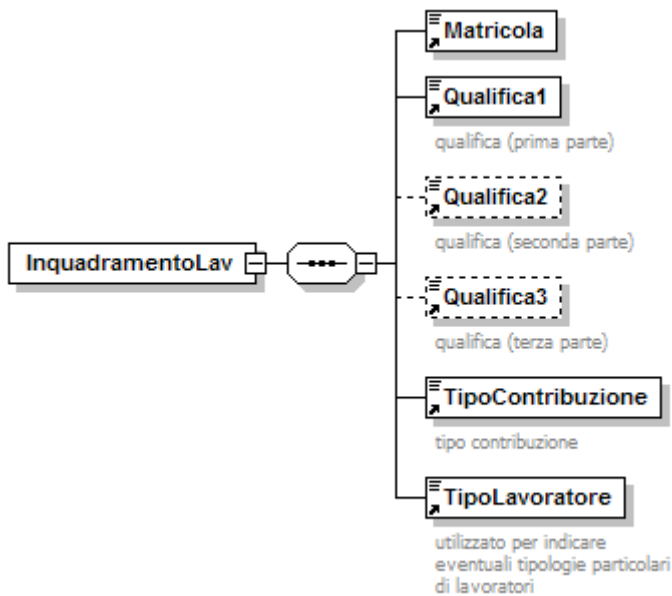 Matricola
Qualifica1
qualifica (prima parte)
Qualifica2
qualifica (seconda parte)
InquadramentoLav
Qualifica3
qualifica (terza parte)
TipoContribuzione
tipo contribuzione
TipoLavoratore
utilizzato per indicare
eventuali tipologie particolari
di lavoratori